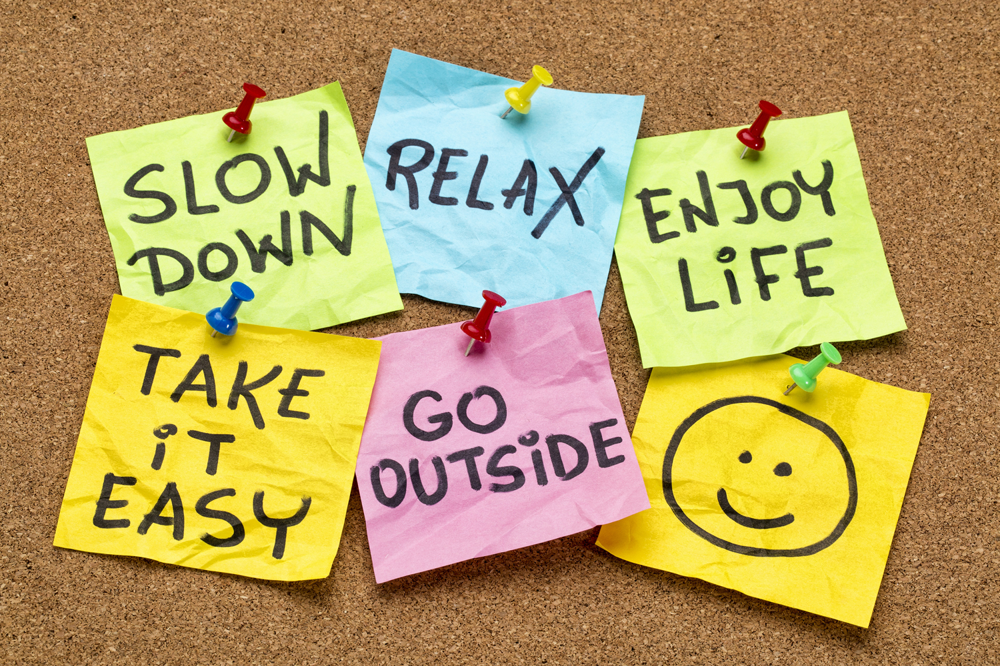 SLOW
DOWN
RELAX
ENJOY
LiFE
TAKE
iT
EASY
GO
OUTSiDE